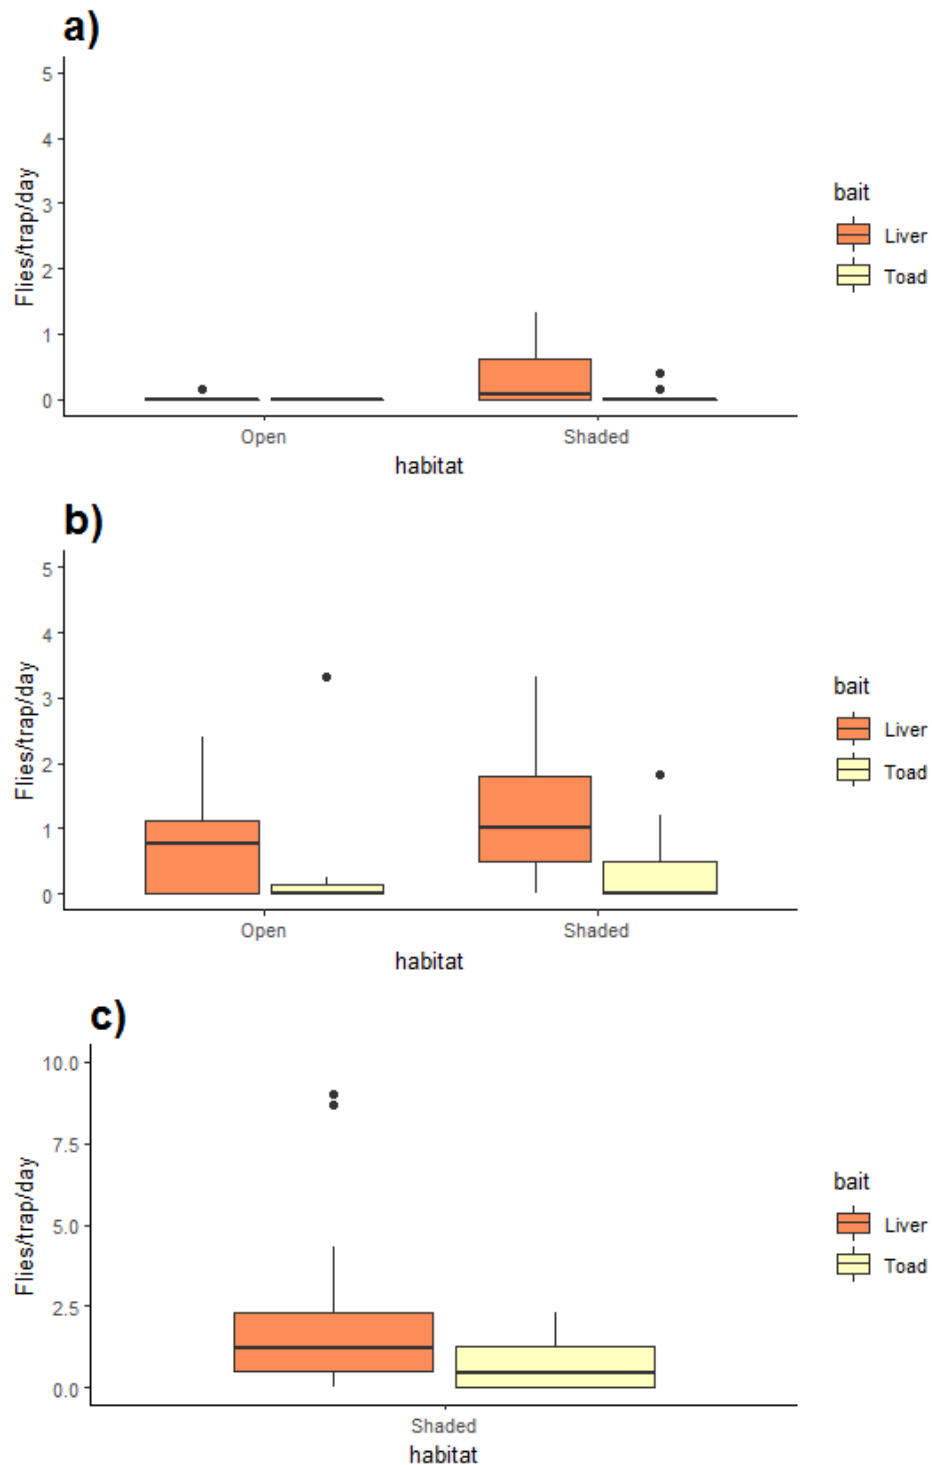 a)
5
4
3
2
1
0
Flies/trap/day
Open
Shaded
habitat
bait
Liver
Toad
b)
5
4
3
2
1
0
Flies/trap/day
Open
Shaded
habitat
bait
Liver
Toad
c)
10.0
7.5
5.0
2.5
0.0
Flies/trap/day
Shaded
habitat
bait
Liver
Toad